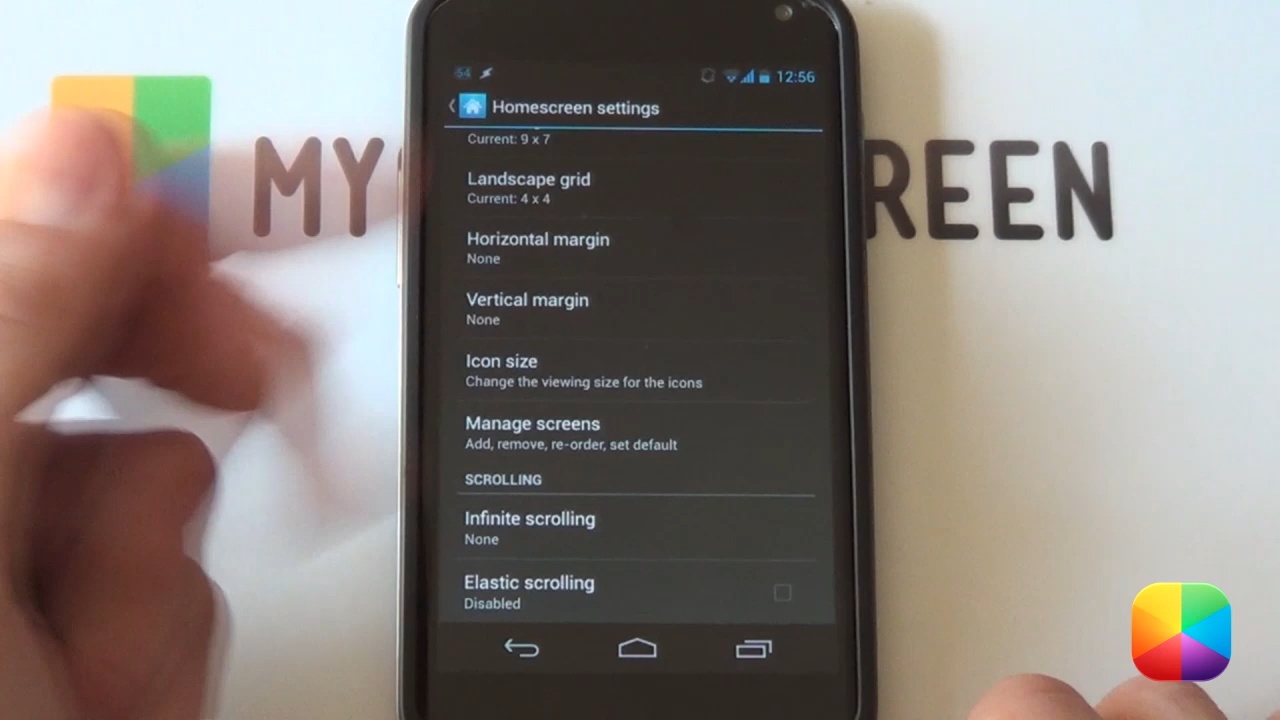 54
12:56
Homescreen settings
Current: 9 x 7
Landscape grid
Current: 4 x 4
Horizontal margin
None
Vertical margin
None
Icon size
Change the viewing size for the icons
Manage screens
Add, remove, re-order, set default
SCROLLING
Infinite scrolling
None
Elastic scrolling
Disabled
MY
REEN